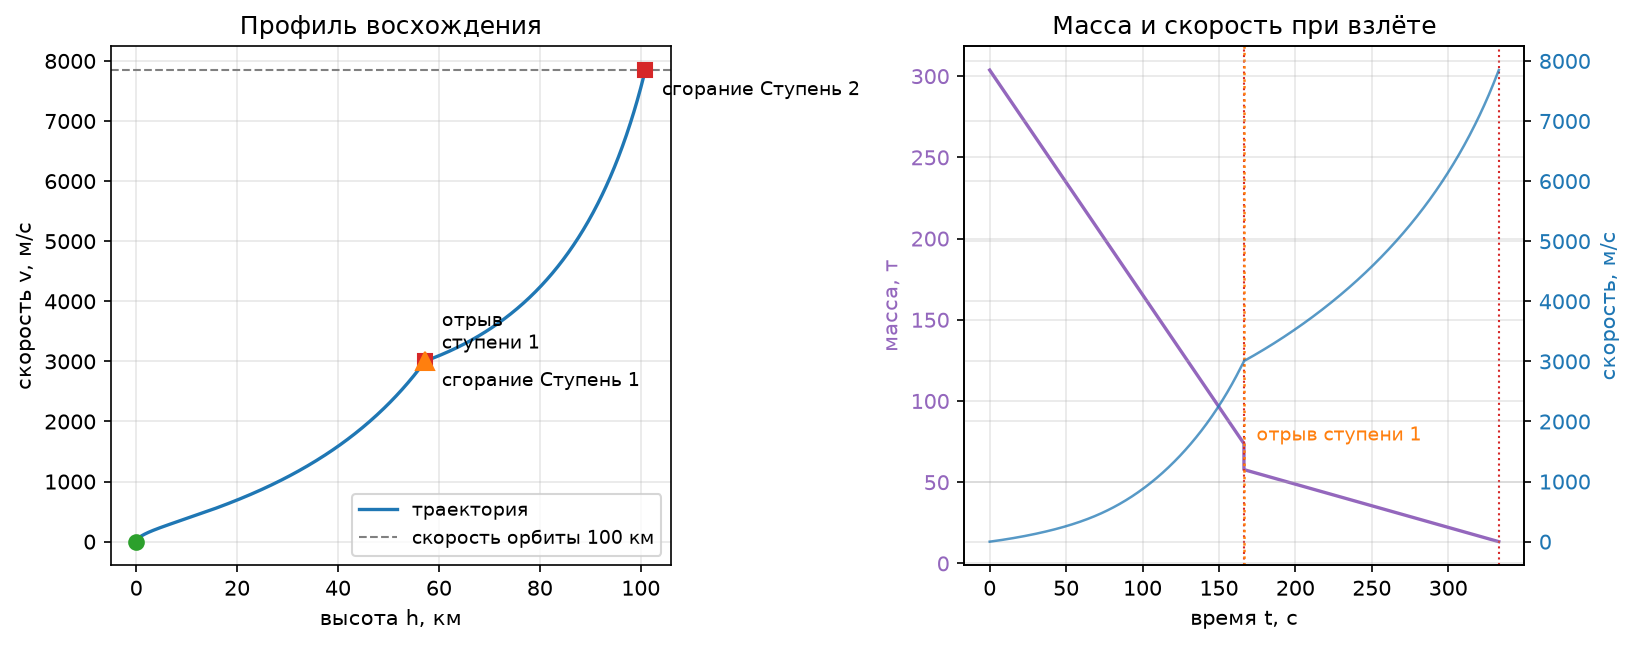 Профиль восхождения
8000
7000
6000
5000
4000
3000
2000
1000
0
скорость v, м/с
сгорание Ступень 2
отрыв
ступени 1
сгорание Ступень 1
траектория
скорость орбиты 100 км
0
20
40
60
80
100
высота h, км
Масса и скорость при взлёте
300
250
200
150
100
50
0
масса, т
отрыв ступени 1
8000
7000
6000
5000
4000
3000
2000
1000
0
скорость, м/с
0
50
100
150
200
250
300
время t, с